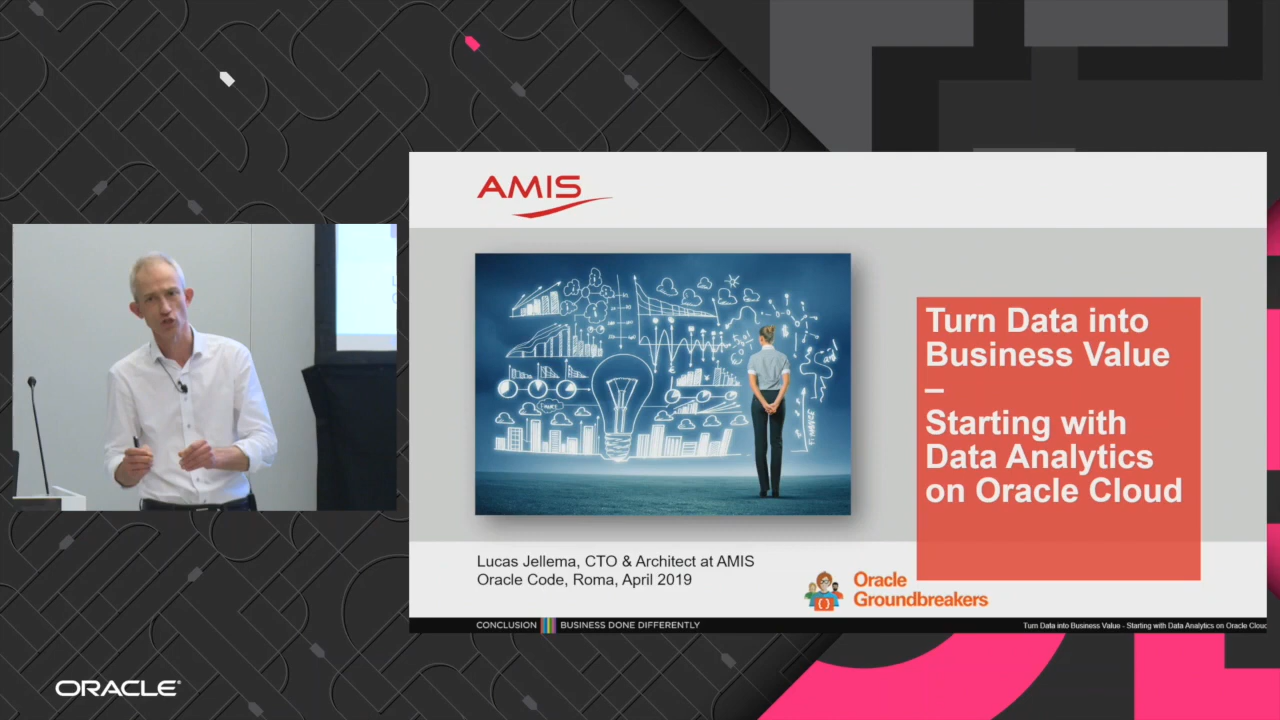 AMIS
Turn Data into
Business Value
–
Starting with
Data Analytics
on Oracle Cloud
Lucas Jellema, CTO & Architect at AMIS
Oracle Code, Roma, April 2019
Oracle
Groundbreakers
CONCLUSION BUSINESS DONE DIFFERENTLY
Turn Data into Business Value - Starting with Data Analytics on Oracle Cloud
ORACLE®